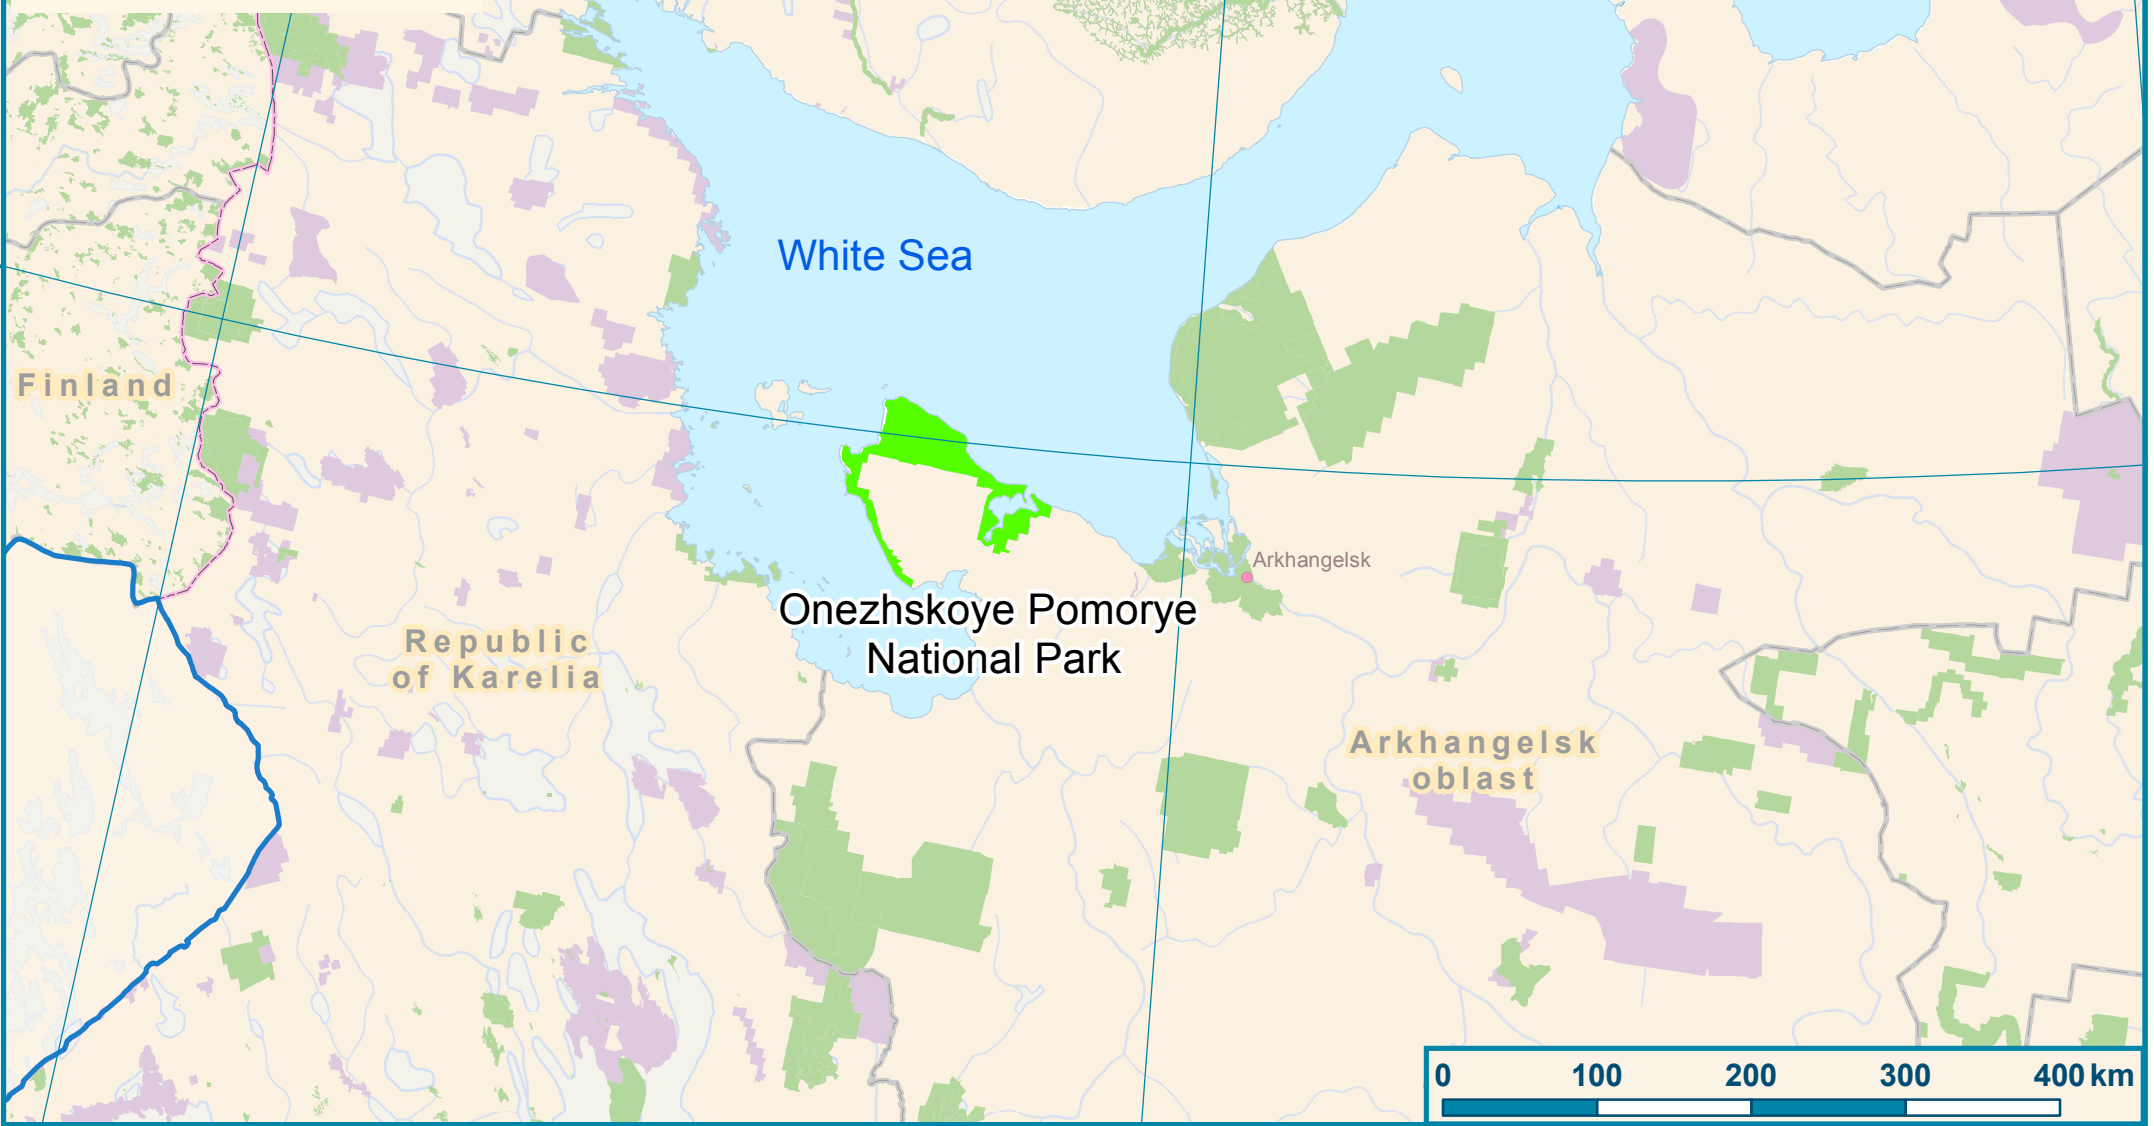 White Sea
Finland
Arkhangelsk
Onezhskoye Pomorye
National Park
Republic
of Karelia
Arkhangelsk
oblast
0 100 200 300 400 km